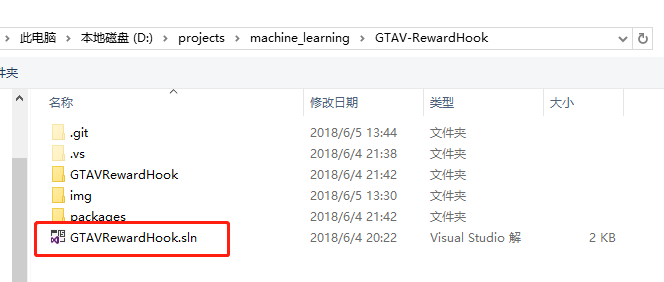 此电脑 > 本地磁盘 (D:) > projects > machine_learning > GTAV-RewardHook
件夹
名称 修改日期 类型 大小
.git 2018/6/5 13:44 文件夹
.vs 2018/6/4 21:38 文件夹
GTAVRewardHook 2018/6/4 21:42 文件夹
img 2018/6/5 13:30 文件夹
packages 2018/6/4 21:42 文件夹
GTAVRewardHook.sln 2018/6/4 20:22 Visual Studio 解 2 KB